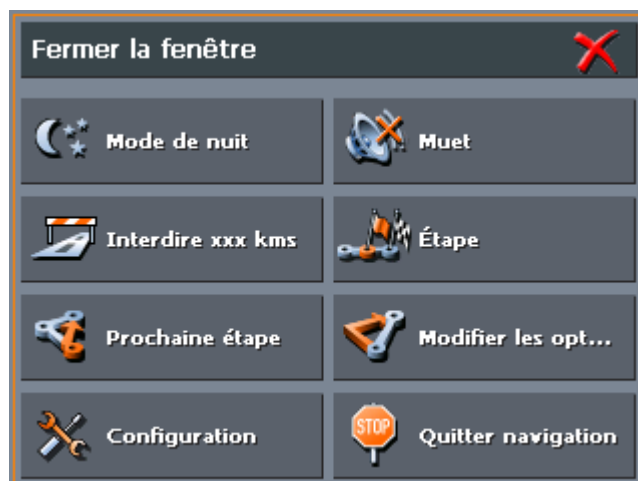 Fermer la fenêtre
Mode de nuit
Muet
Interdire xxx kms
Étape
Prochaine étape
Modifier les opt...
Configuration
STOP
Quitter navigation